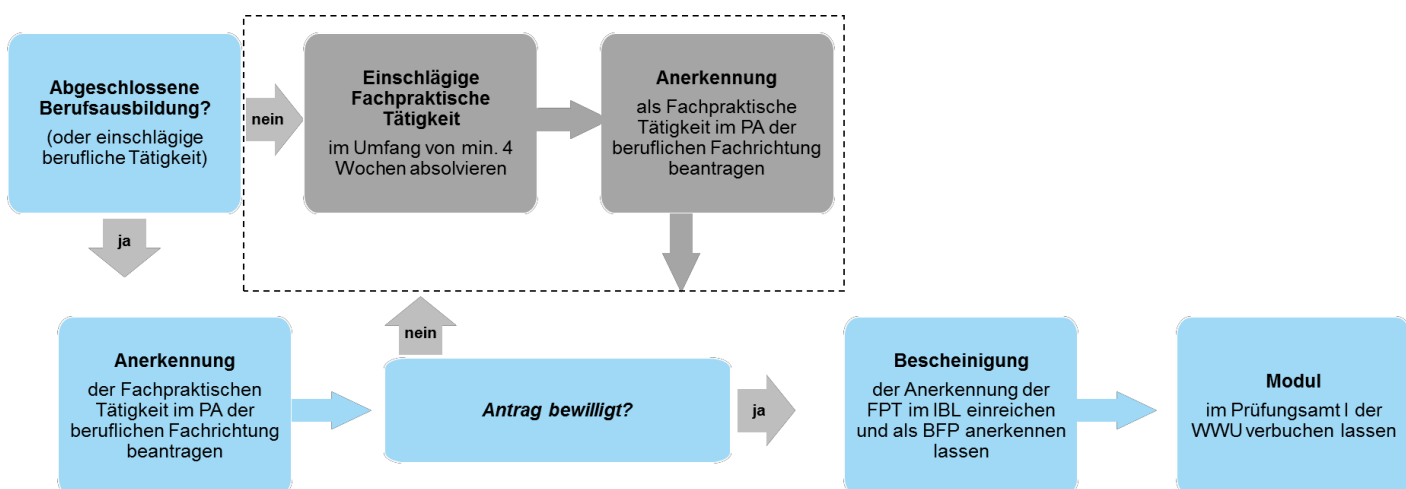 Abgeschlossene
Berufsausbildung?
(oder einschlägige
berufliche Tätigkeit)
nein
Einschlägige
Fachpraktische
Tätigkeit
im Umfang von min. 4
Wochen absolvieren
Anerkennung
als Fachpraktische
Tätigkeit im PA der
beruflichen Fachrichtung
beantragen
ja
nein
Anerkennung
der Fachpraktischen
Tätigkeit im PA der
beruflichen Fachrichtung
beantragen
Antrag bewilligt?
ja
Bescheinigung
der Anerkennung der
FPT im IBL einreichen
und als BFP anerkennen
lassen
Modul
im Prüfungsamt I der
WWU verbuchen lassen